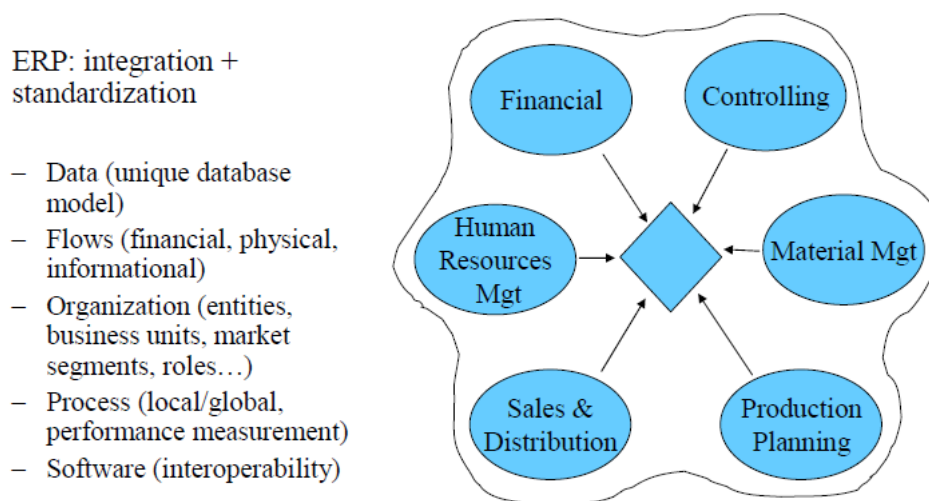 ERP: integration +
standardization
– Data (unique database
model)
– Flows (financial, physical,
informational)
– Organization (entities,
business units, market
segments, roles…)
– Process (local/global,
performance measurement)
– Software (interoperability)
Financial
Controlling
Human
Resources
Mgt
Material Mgt
Sales &
Distribution
Production
Planning